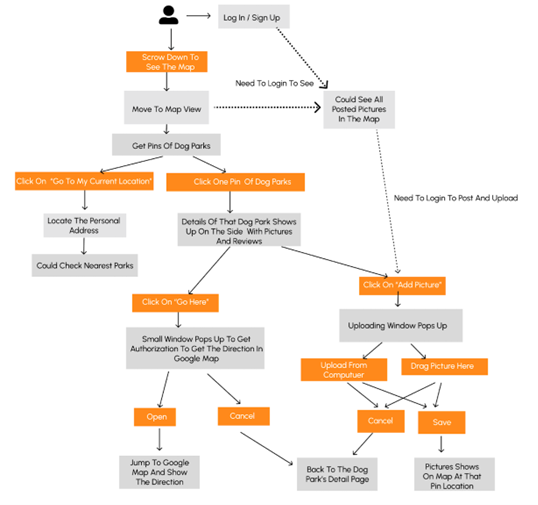 Log In / Sign Up
Scrow Down To
See The Map
Need To Login To See
Move To Map View
Could See All
Posted Pictures
In The Map
Get Pins Of Dog Parks
Click On "Go To My Current Location"
Click One Pin Of Dog Parks
Need To Login To Post And Upload
Locate The Personal
Address
Details Of That Dog Park Shows
Up On The Side With Pictures
And Reviews
Could Check Nearest Parks
Click On "Add Picture"
Click On "Go Here"
Uploading Window Pops Up
Small Window Pops Up To Get
Authorization To Get The Direction In
Google Map
Upload From
Computuer
Drag Picture Here
Open
Cancel
Cancel
Save
Jump To Google
Map And Show
The Direction
Back To The Dog
Park's Detail Page
Pictures Shows
On Map At That
Pin Location